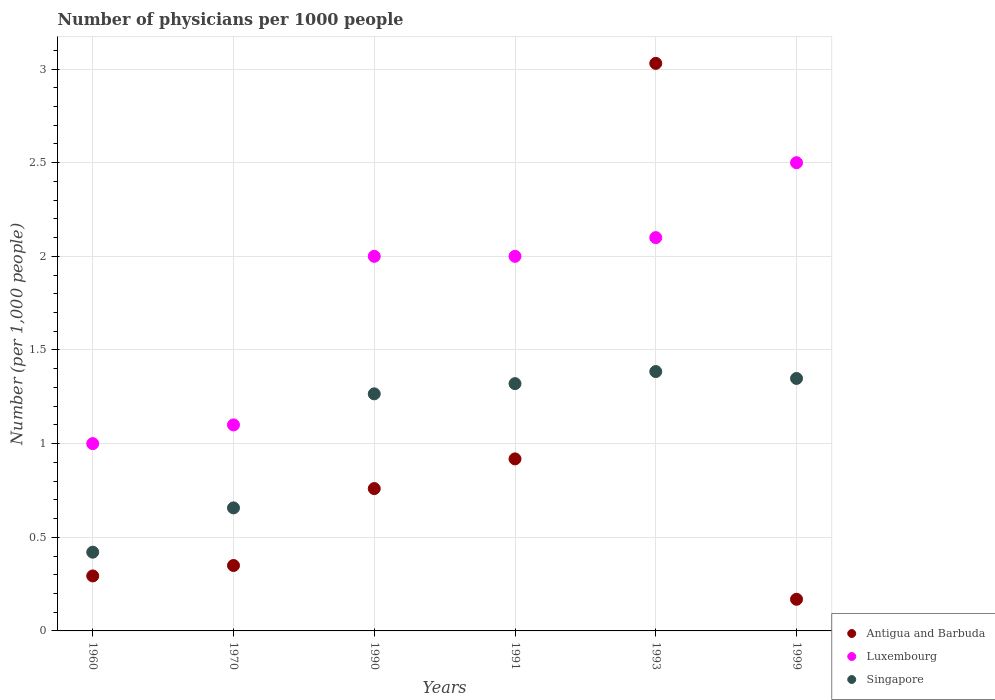 Number of physicians per 1000 people
Number (per 1,000 people)
3
2.5
2
1.5
1
0.5
0
1960
1970
1990
1991
1993
1999
Years
Antigua and Barbuda
Luxembourg
Singapore